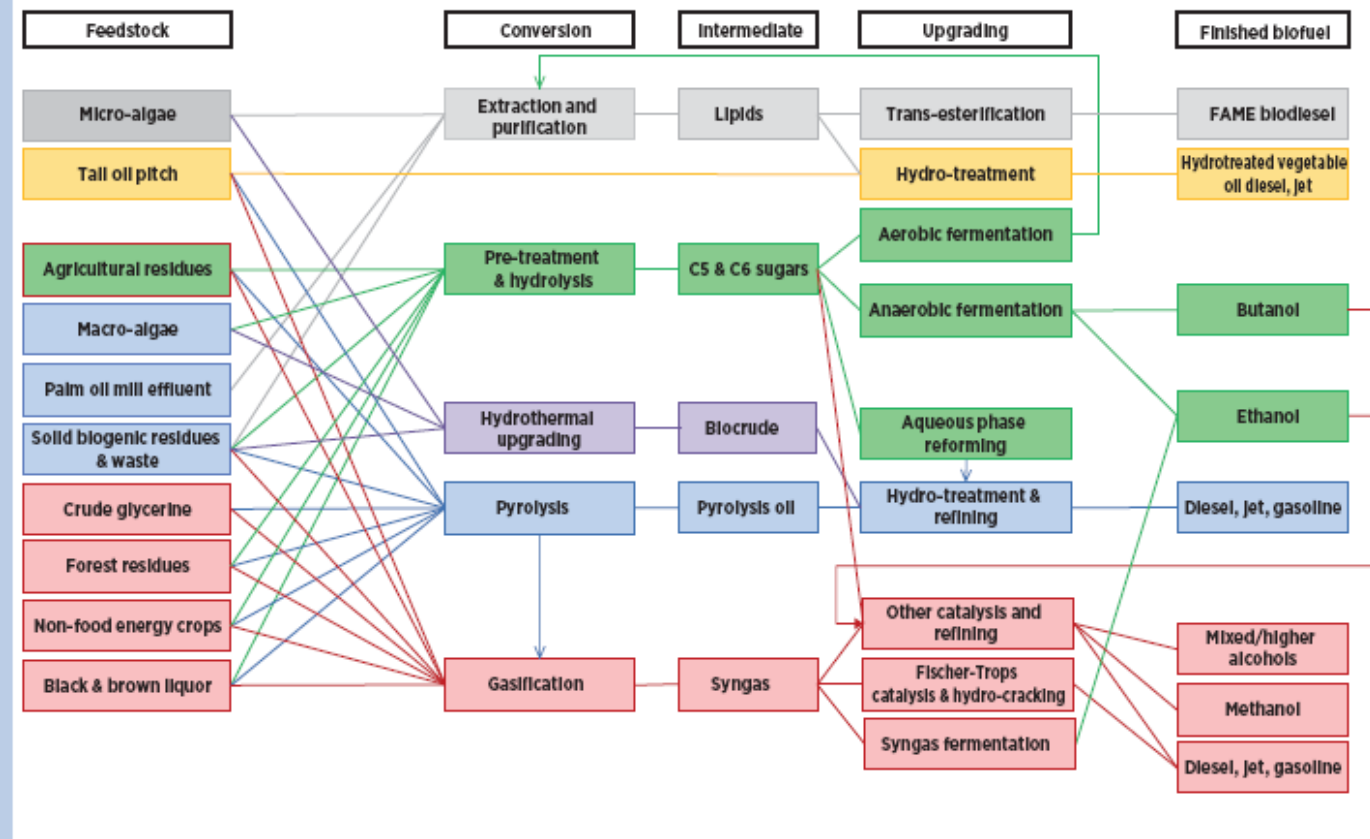 Feedstock
Conversion
Intermediate
Upgrading
Finished biofuel
Micro-algae
Extraction and
purification
Lipids
Trans-esterification
FAME biodiesel
Tall oil pitch
Hydro-treatment
Hydrotreated vegetable
oil diesel, jet
Aerobic fermentation
Agricultural residues
Pre-treatment
& hydrolysis
C5 & C6 sugars
Macro-algae
Anaerobic fermentation
Butanol
Palm oil mill effluent
Solid biogenic residues
& waste
Hydrothermal
upgrading
Biocrude
Aqueous phase
reforming
Ethanol
Crude glycerine
Pyrolysis
Pyrolysis oil
Hydro-treatment &
refining
Diesel, jet, gasoline
Forest residues
Non-food energy crops
Other catalysis and
refining
Mixed/higher
alcohols
Black & brown liquor
Gasification
Syngas
Fischer-Trops
catalysis & hydro-cracking
Methanol
Syngas fermentation
Diesel, jet, gasoline